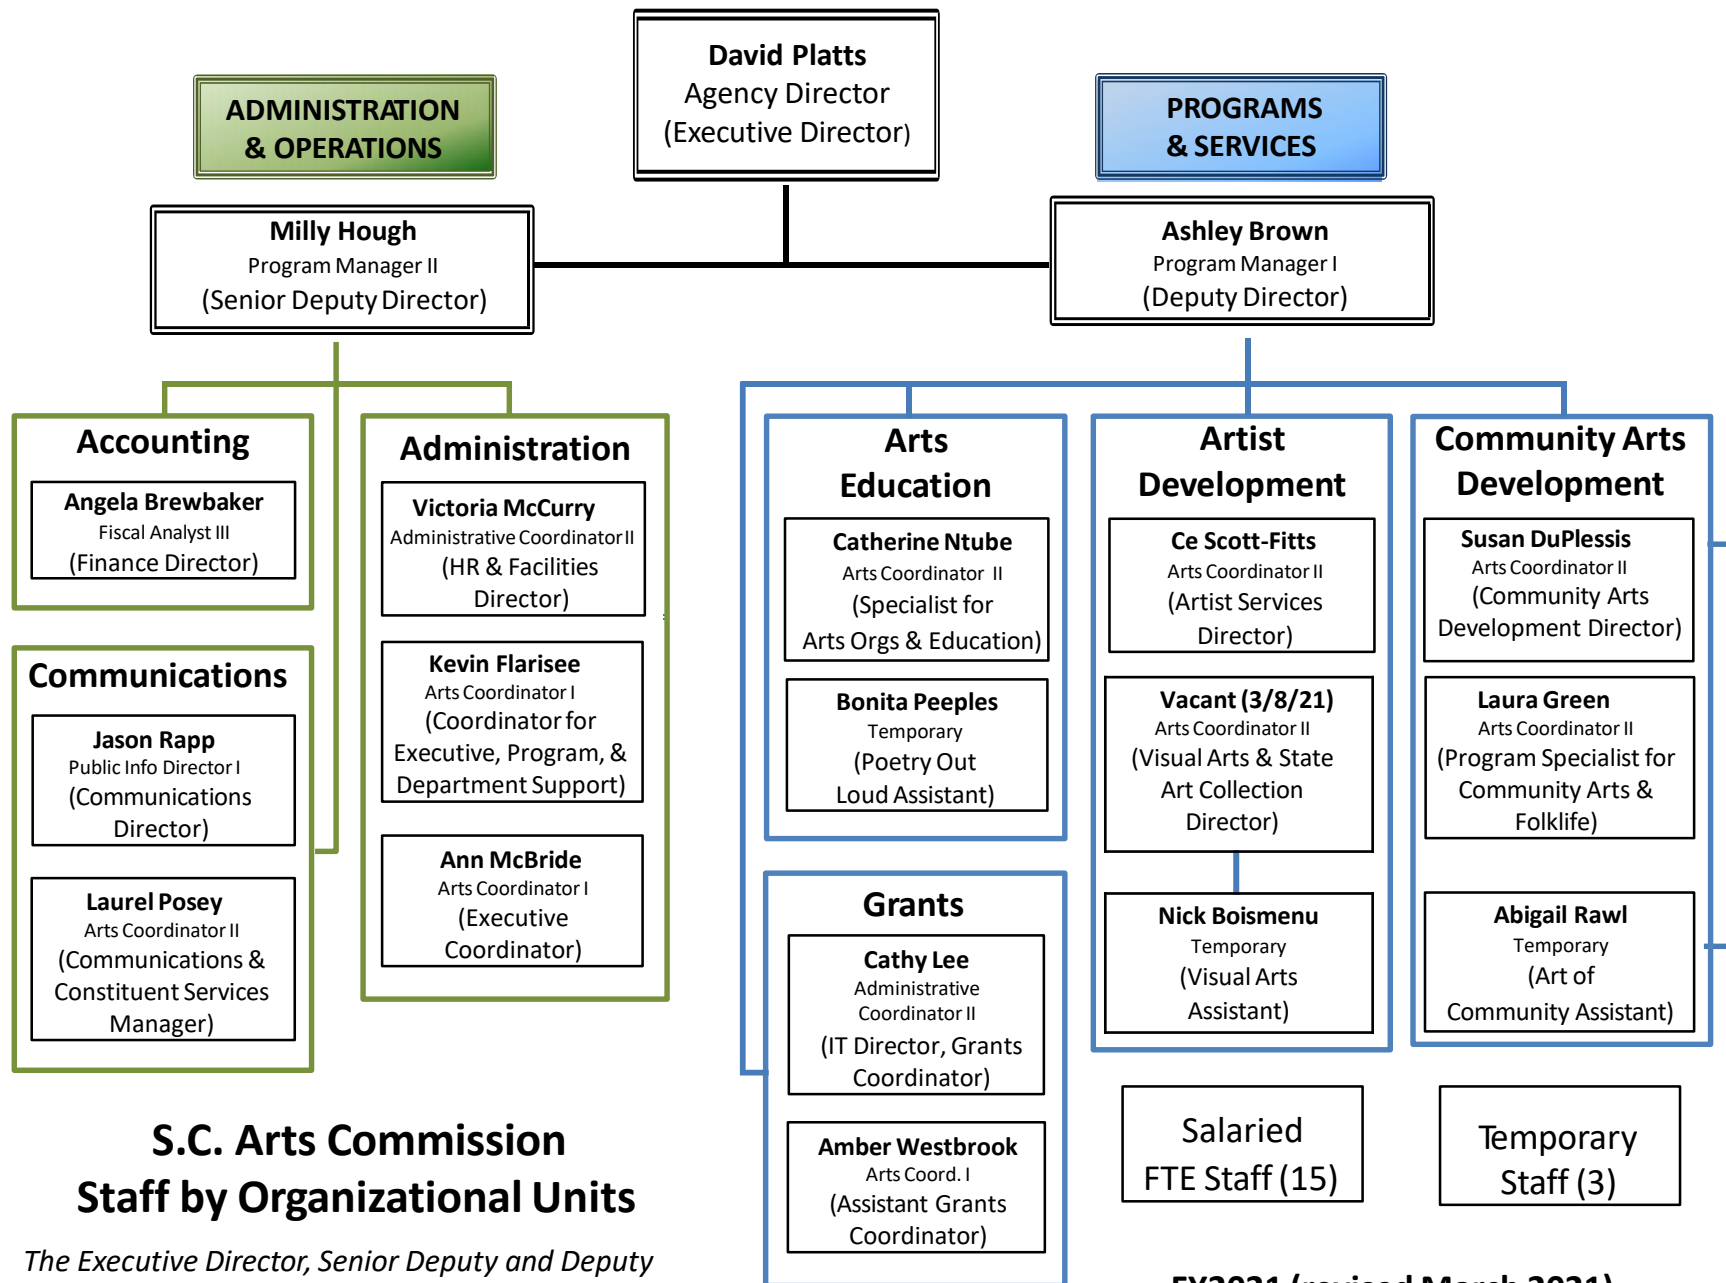 David Platts
Agency Director
(Executive Director)
ADMINISTRATION
& OPERATIONS
PROGRAMS
& SERVICES
Milly Hough
Program Manager II
(Senior Deputy Director)
Ashley Brown
Program Manager I
(Deputy Director)
Accounting
Angela Brewbaker
Fiscal Analyst III
(Finance Director)
Communications
Jason Rapp
Public Info Director I
(Communications
Director)
Laurel Posey
Arts Coordinator II
(Communications &
Constituent Services
Manager)
Administration
Victoria McCurry
Administrative Coordinator II
(HR & Facilities
Director)
Kevin Flarisee
Arts Coordinator I
(Coordinator for
Executive, Program, &
Department Support)
Ann McBride
Arts Coordinator I
(Executive
Coordinator)
Arts
Education
Catherine Ntube
Arts Coordinator II
(Specialist for
Arts Orgs & Education)
Bonita Peeples
Temporary
(Poetry Out
Loud Assistant)
Grants
Cathy Lee
Administrative
Coordinator II
(IT Director, Grants
Coordinator)
Amber Westbrook
Arts Coord. I
(Assistant Grants
Coordinator)
Artist
Development
Ce Scott-Fitts
Arts Coordinator II
(Artist Services
Director)
Vacant (3/8/21)
Arts Coordinator II
(Visual Arts & State
Art Collection
Director)
Nick Boismenu
Temporary
(Visual Arts
Assistant)
Community Arts
Development
Susan DuPlessis
Arts Coordinator II
(Community Arts
Development Director)
Laura Green
Arts Coordinator II
(Program Specialist for
Community Arts &
Folklife)
Abigail Rawl
Temporary
(Art of
Community Assistant)
Salaried
FTE Staff (15)
Temporary
Staff (3)
S.C. Arts Commission
Staff by Organizational Units
The Executive Director, Senior Deputy and Deputy
FY2021 (revised March 2021)